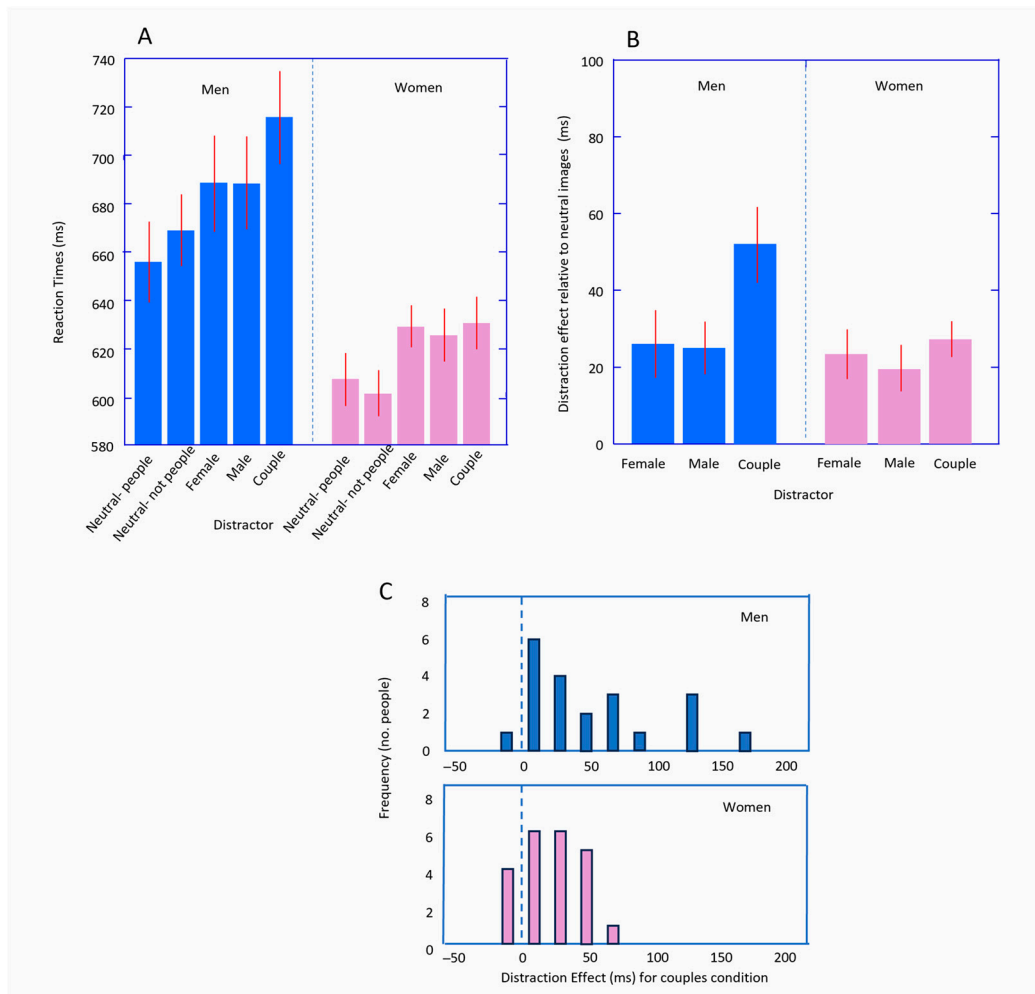 A
Reaction Times (ms)
740
720
700
680
660
640
620
600
580
Men
Women
Neutral- people
Neutral- not people
Female
Male
Couple
Neutral- people
Neutral- not people
Female
Male
Couple
Distractor
B
Distraction effect relative to neutral images (ms)
100
80
60
40
20
0
Men
Women
Female Male Couple Female Male Couple
Distractor
C
Frequency (no. people)
8
6
4
2
0
Men
−50 0 50 100 150 200
8
6
4
2
0
Women
−50 0 50 100 150 200
Distraction Effect (ms) for couples condition